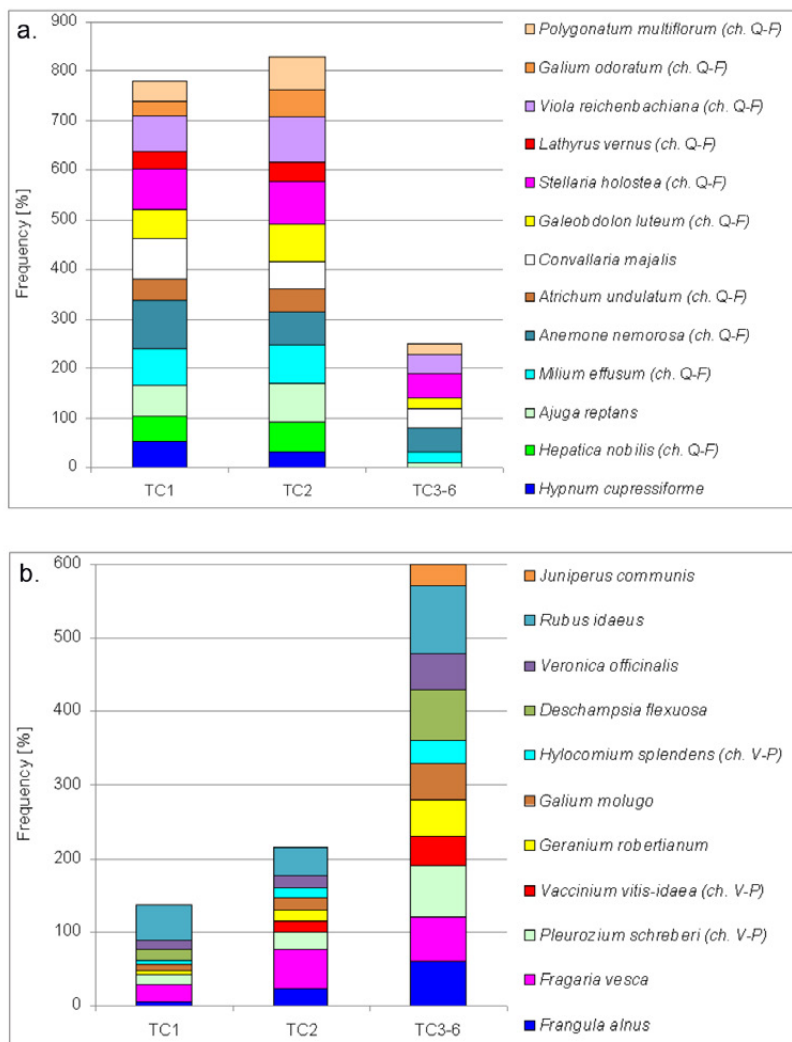 a.
Frequency [%]
900
800
700
600
500
400
300
200
100
0
TC1 TC2 TC3-6
Polygonatum multiflorum (ch. Q-F)
Galium odoratum (ch. Q-F)
Viola reichenbachiana (ch. Q-F)
Lathyrus vernus (ch. Q-F)
Stellaria holostea (ch. Q-F)
Galeobdolon luteum (ch. Q-F)
Convallaria majalis
Atrichum undulatum (ch. Q-F)
Anemone nemorosa (ch. Q-F)
Milium effusum (ch. Q-F)
Ajuga reptans
Hepatica nobilis (ch. Q-F)
Hypnum cupressiforme
b.
Frequency [%]
600
500
400
300
200
100
0
TC1 TC2 TC3-6
Juniperus communis
Rubus idaeus
Veronica officinalis
Deschampsia flexuosa
Hylocomium splendens (ch. V-P)
Galium molugo
Geranium robertianum
Vaccinium vitis-idaea (ch. V-P)
Pleurozium schreberi (ch. V-P)
Fragaria vesca
Frangula alnus